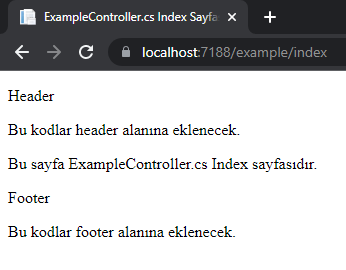 ExampleController.cs Index Sayfa
localhost:7188/example/index
Header
Bu kodlar header alanına eklenecek.
Bu sayfa ExampleController.cs Index sayfasıdır.
Footer
Bu kodlar footer alanına eklenecek.